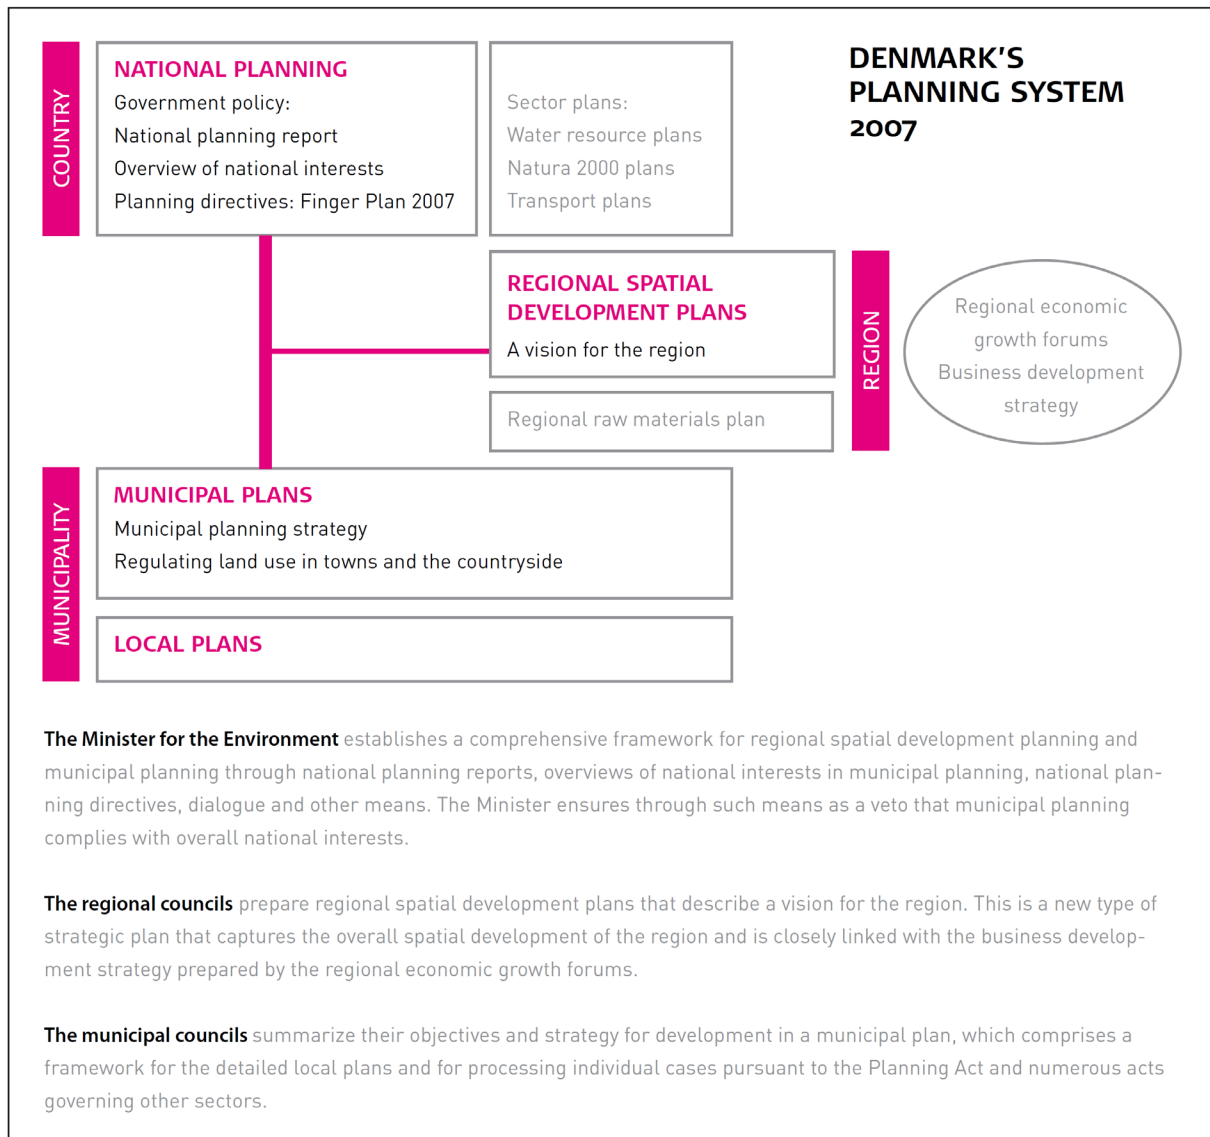 DENMARK'S
PLANNING SYSTEM
2007
COUNTRY
NATIONAL PLANNING
Government policy:
National planning report
Overview of national interests
Planning directives: Finger Plan 2007
Sector plans:
Water resource plans
Natura 2000 plans
Transport plans
REGIONAL SPATIAL
DEVELOPMENT PLANS
A vision for the region
Regional raw materials plan
REGION
Regional economic
growth forums
Business development
strategy
MUNICIPALITY
MUNICIPAL PLANS
Municipal planning strategy
Regulating land use in towns and the countryside
LOCAL PLANS
The Minister for the Environment establishes a comprehensive framework for regional spatial development planning and
municipal planning through national planning reports, overviews of national interests in municipal planning, national plan-
ning directives, dialogue and other means. The Minister ensures through such means as a veto that municipal planning
complies with overall national interests.
The regional councils prepare regional spatial development plans that describe a vision for the region. This is a new type of
strategic plan that captures the overall spatial development of the region and is closely linked with the business develop-
ment strategy prepared by the regional economic growth forums.
The municipal councils summarize their objectives and strategy for development in a municipal plan, which comprises a
framework for the detailed local plans and for processing individual cases pursuant to the Planning Act and numerous acts
governing other sectors.